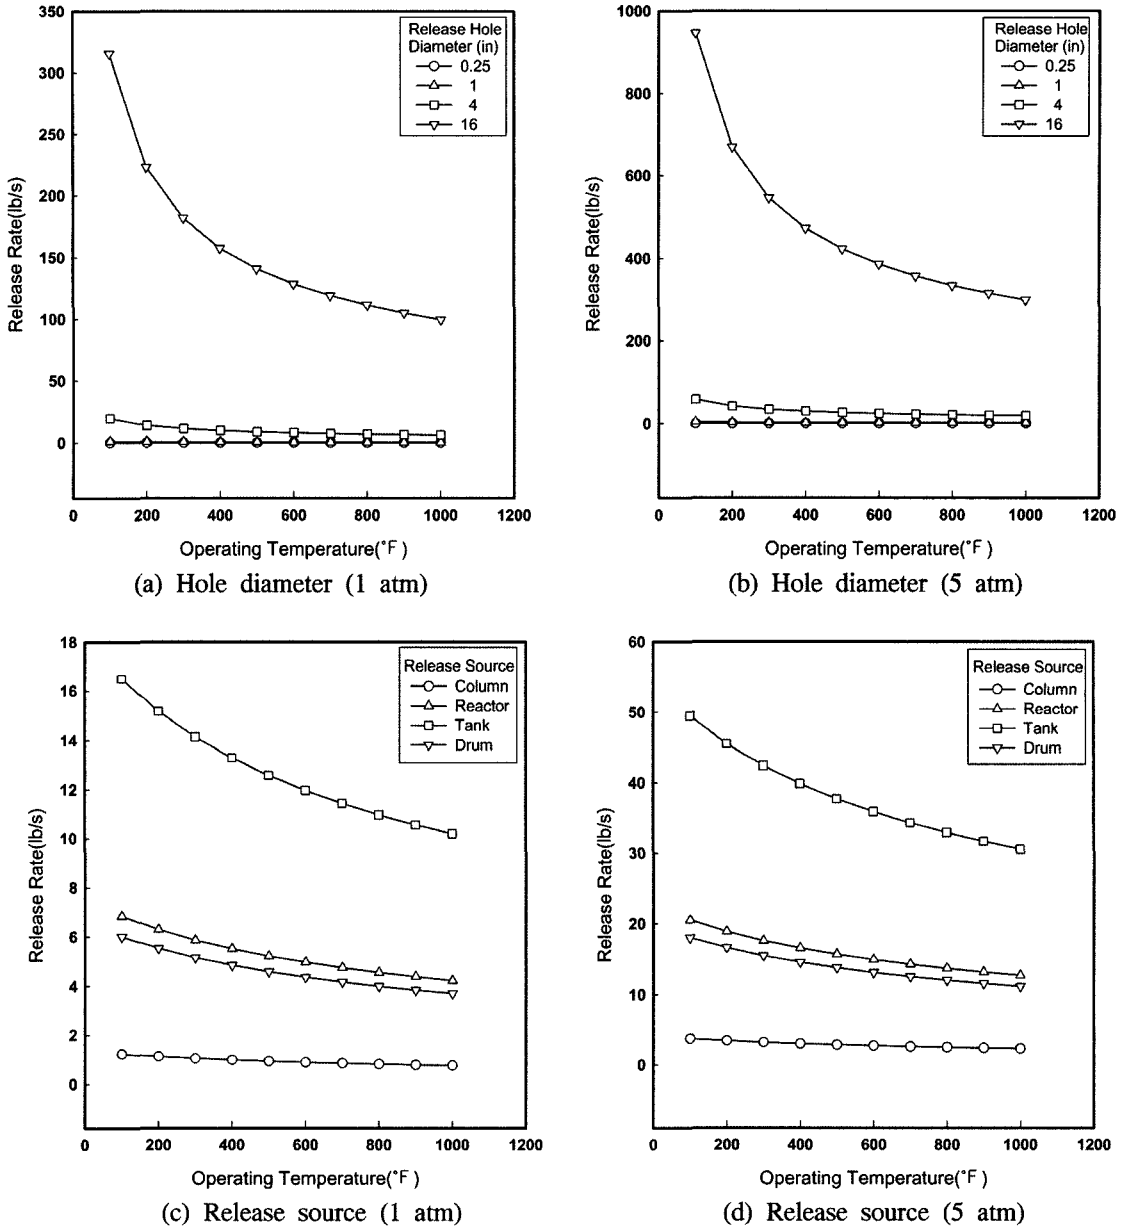 350
300
250
200
150
100
50
0
Release Rate(lb/s)
Release Hole
Diameter (in)
0.25
1
4
16
0 200 400 600 800 1000 1200
Operating Temperature(°F )
(a) Hole diameter (1 atm)
1000
800
600
400
200
0
Release Rate(lb/s)
Release Hole
Diameter (in)
0.25
1
4
16
0 200 400 600 800 1000 1200
Operating Temperature(°F )
(b) Hole diameter (5 atm)
18
16
14
12
10
8
6
4
2
0
Release Rate(lb/s)
Release Source
Column
Reactor
Tank
Drum
0 200 400 600 800 1000 1200
Operating Temperature(°F )
(c) Release source (1 atm)
60
50
40
30
20
10
0
Release Rate(lb/s)
Release Source
Column
Reactor
Tank
Drum
0 200 400 600 800 1000 1200
Operating Temperature(°F )
(d) Release source (5 atm)